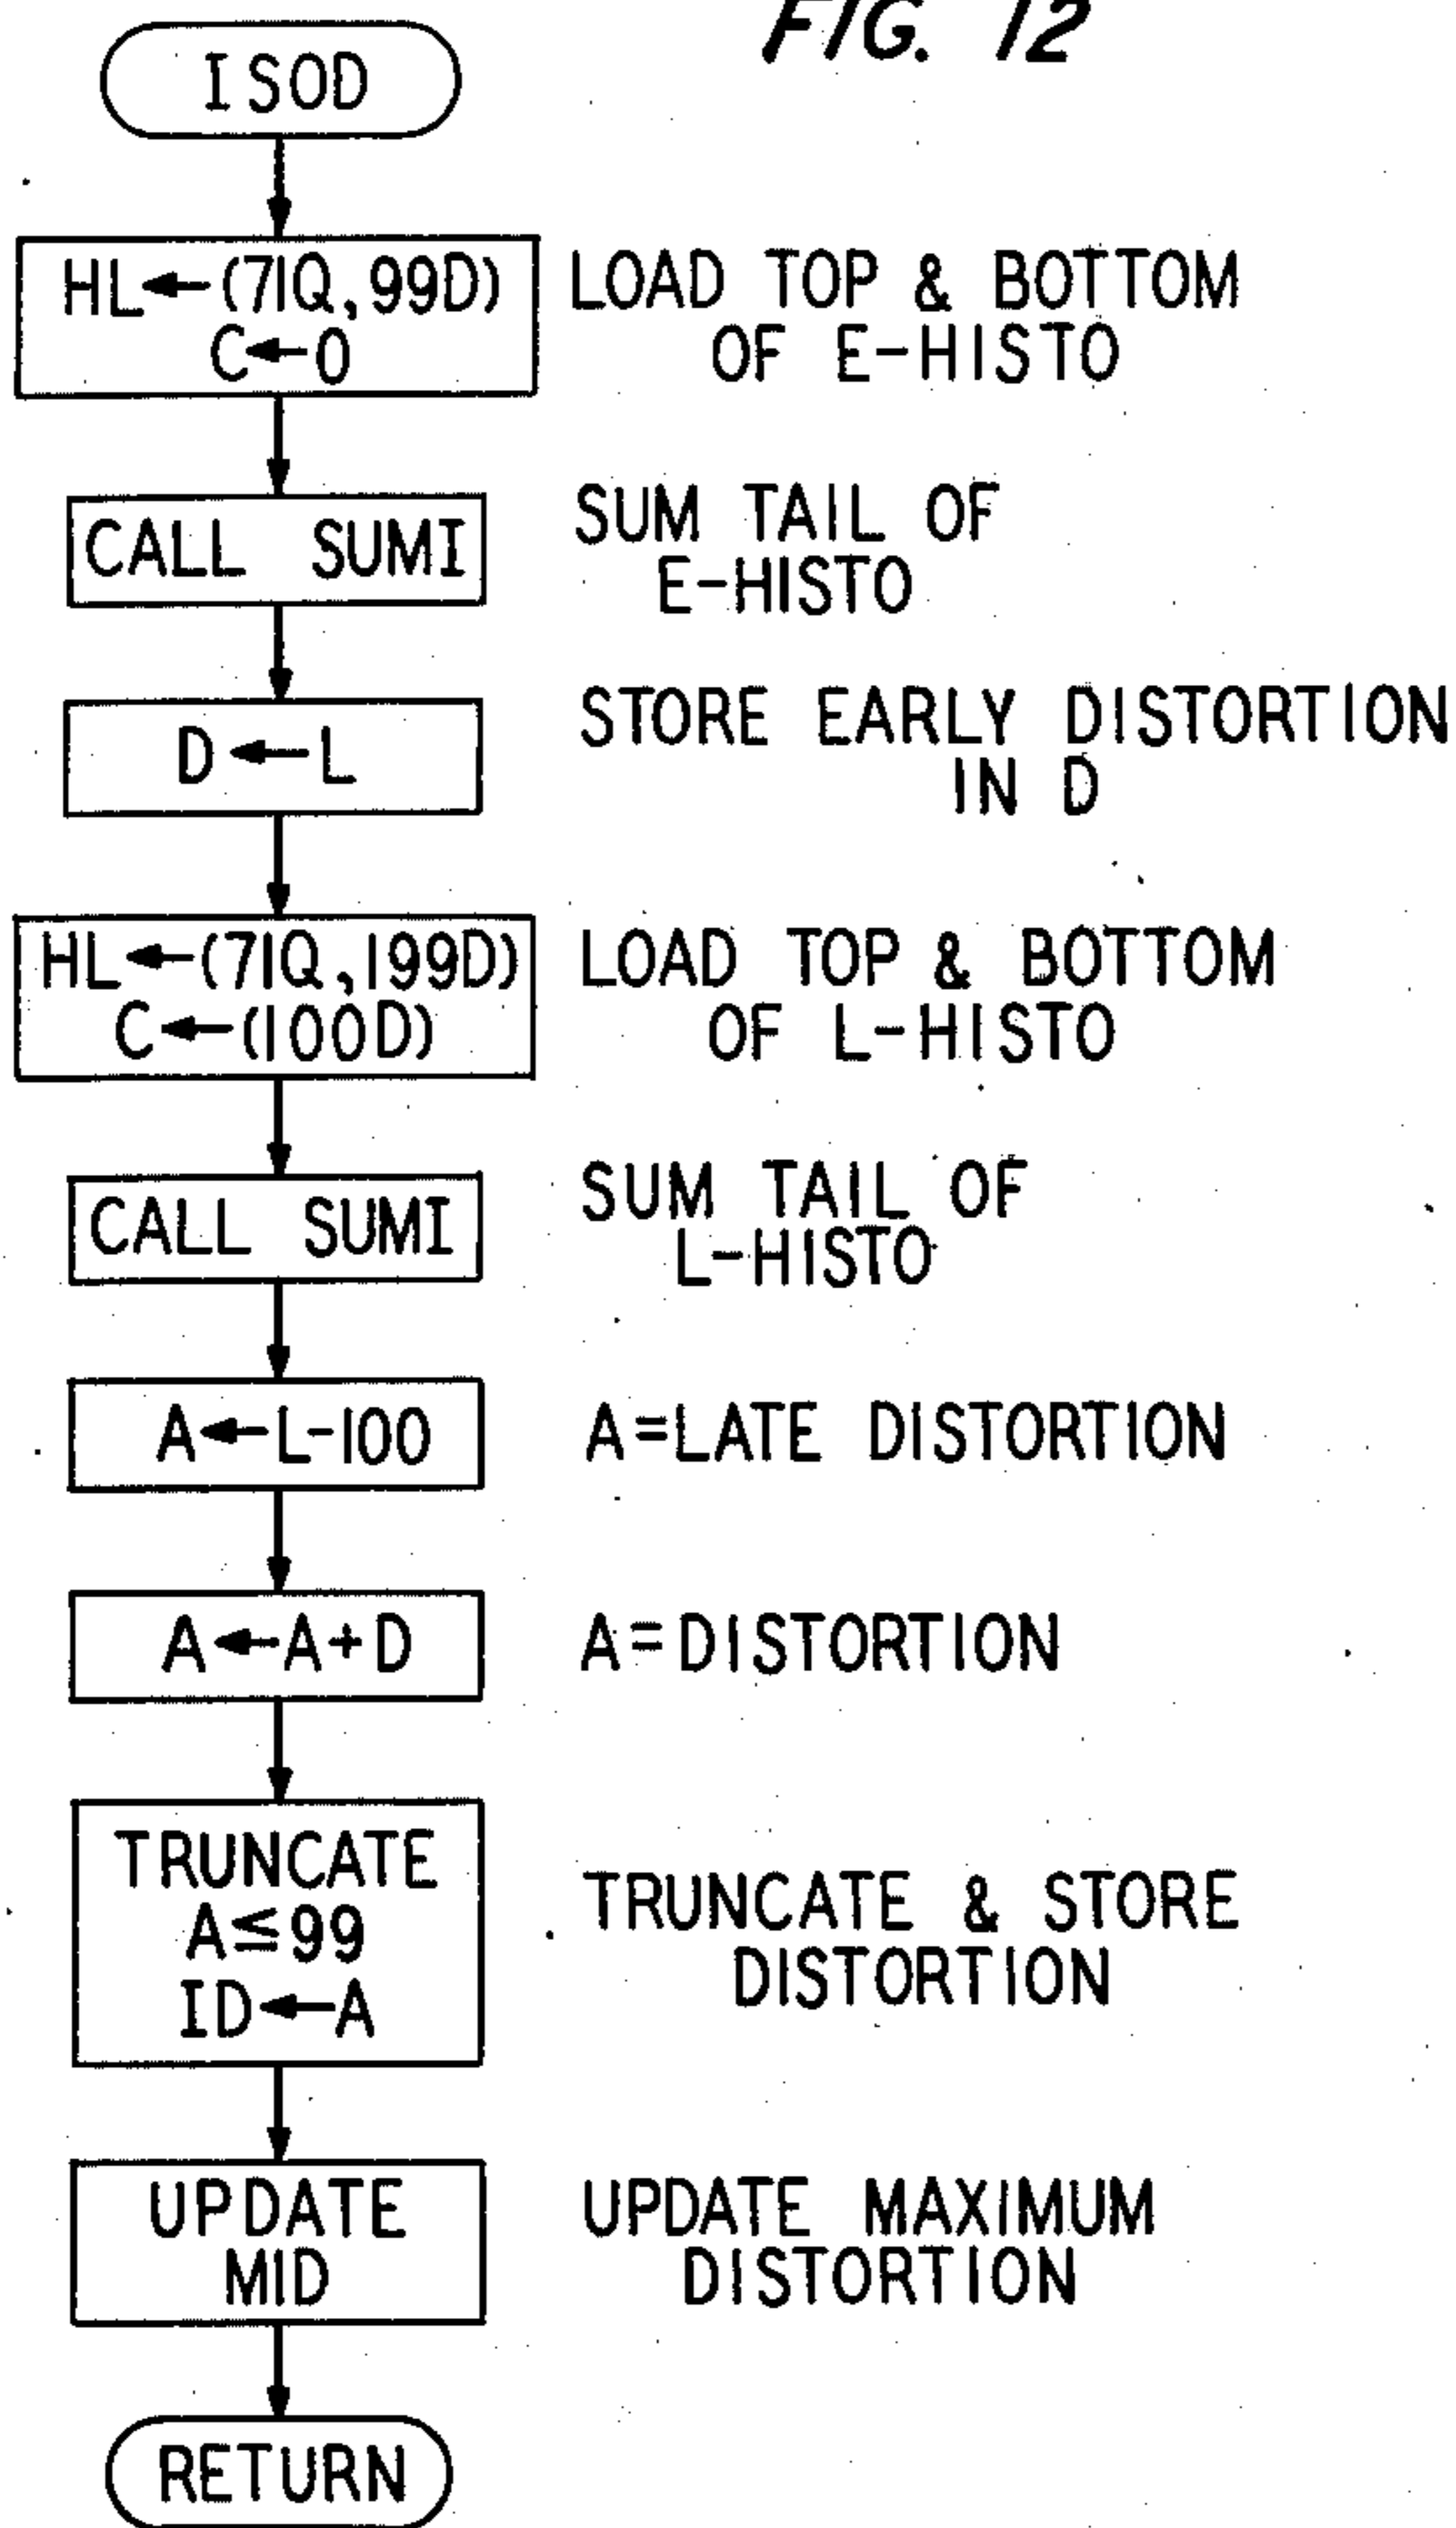 FIG. 12
ISOD
HL←(71Q,99D)
C←0
LOAD TOP & BOTTOM
OF E-HISTO
CALL SUMI
SUM TAIL OF
E-HISTO
D←L
STORE EARLY DISTORTION
IN D
HL←(71Q,199D)
C←(100D)
LOAD TOP & BOTTOM
OF L-HISTO
CALL SUMI
SUM TAIL OF
L-HISTO
A←L-100
A=LATE DISTORTION
A←A+D
A=DISTORTION
TRUNCATE
A≤99
ID←A
TRUNCATE & STORE
DISTORTION
UPDATE
MID
UPDATE MAXIMUM
DISTORTION
RETURN